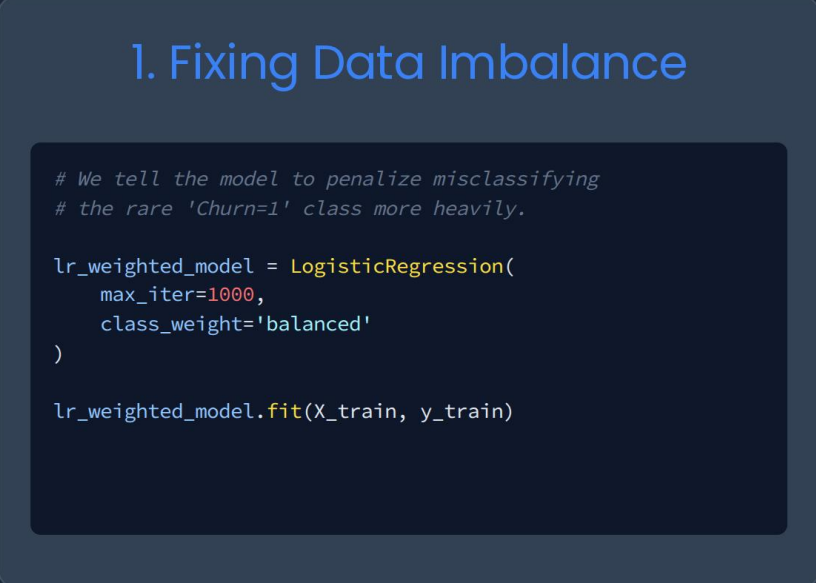 1. Fixing Data Imbalance
# We tell the model to penalize misclassifying
# the rare 'Churn=1' class more heavily.
lr_weighted_model = LogisticRegression(
    max_iter=1000,
    class_weight='balanced'
)
lr_weighted_model.fit(X_train, y_train)